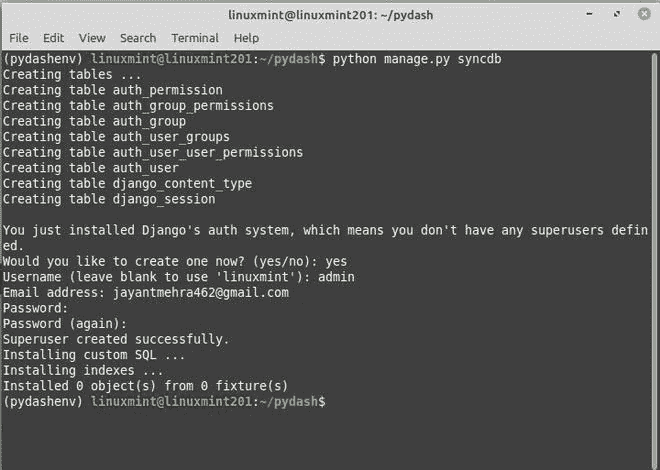 linuxmint@linuxmint201: ~/pydash
File Edit View Search Terminal Help
(pydashenv) linuxmint@linuxmint201:~/pydash$ python manage.py syncdb
Creating tables ...
Creating table auth_permission
Creating table auth_group_permissions
Creating table auth_group
Creating table auth_user_groups
Creating table auth_user_user_permissions
Creating table auth_user
Creating table django_content_type
Creating table django_session
You just installed Django's auth system, which means you don't have any superusers defin
ed.
Would you like to create one now? (yes/no): yes
Username (leave blank to use 'linuxmint'): admin
Email address: jayantmehra462@gmail.com
Password:
Password (again):
Superuser created successfully.
Installing custom SQL ...
Installing indexes ...
Installed 0 object(s) from 0 fixture(s)
(pydashenv) linuxmint@linuxmint201:~/pydash$